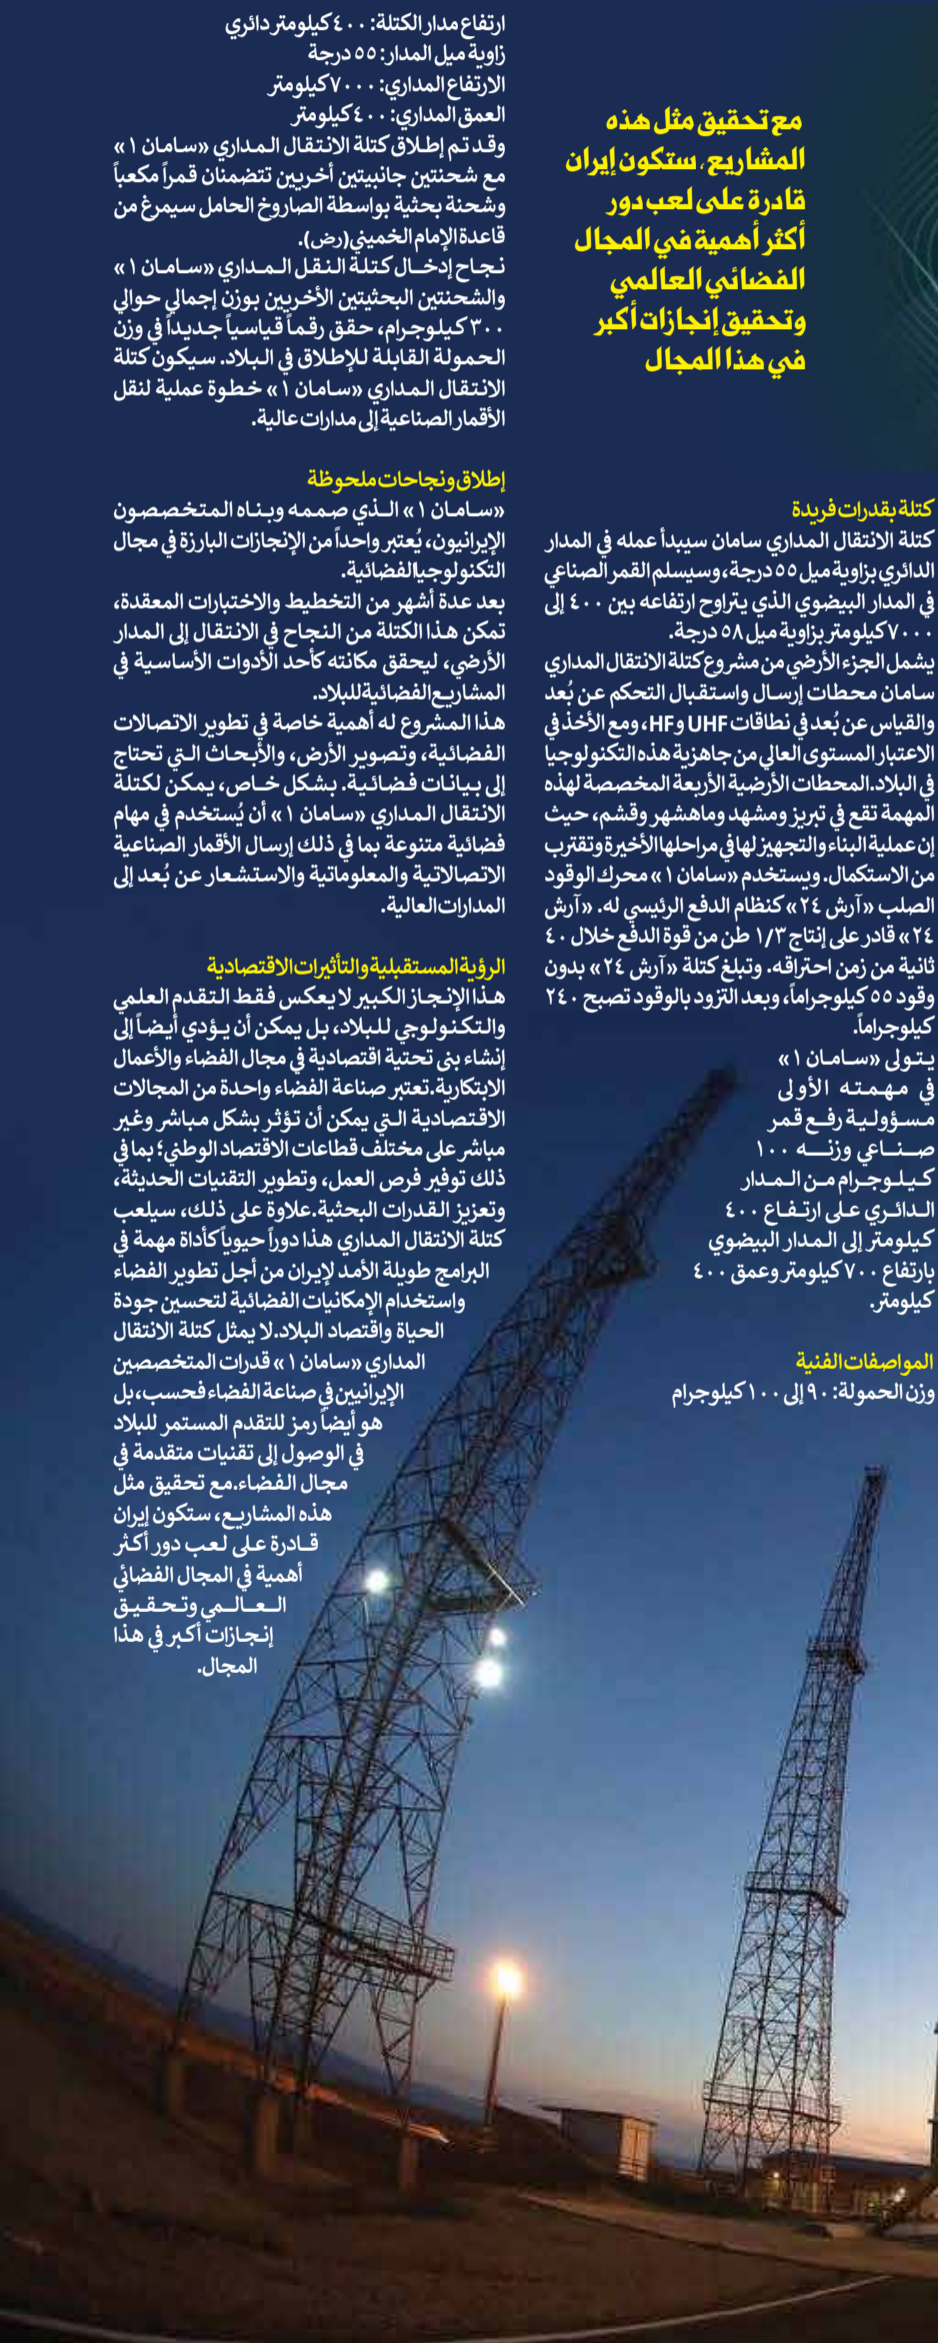 مع تحقيق مثل هذه
المشاريع، ستكون إيران
قادرة على لعب دور
أكثر أهمية في المجال
الفضائي العالمي
وتحقيق إنجازات أكبر
في هذا المجال
كتلة بقدرات فريدة
كتلة الانتقال المداري سامان سيبدأ عمله في المدار
الدائري بزاوية ميل ٥٥ درجة، وسيسلم القمر الصناعي
في المدار البيضوي الذي يتراوح ارتفاعه بين ٤٠٠ إلى
٧٠٠٠ كيلومتر بزاوية ميل ٥٨ درجة.
يشمل الجزء الأرضي من مشروع كتلة الانتقال المداري
سامان محطات إرسال واستقبال التحكم عن بُعد
والقياس عن بُعد في نطاقات UHF وHF، ومع الأخذ في
الاعتبار المستوى العالي من جاهزية هذه التكنولوجيا
في البلاد.المحطات الأرضية الأربعة المخصصة لهذه
المهمة تقع في تبريز ومشهد وماهشهر وقشم، حيث
إن عملية البناء والتجهيز لها في مراحلها الأخيرة وتقترب
من الاستكمال. ويستخدم «سامان ١» محرك الوقود
الصلب «آرش ٢٤» كنظام الدفع الرئيسي له. «آرش
٢٤» قادر على إنتاج ١/٣ طن من قوة الدفع خلال ٤٠
ثانية من زمن احتراقه. وتبلغ كتلة «آرش ٢٤» بدون
وقود ٥٥ كيلوجراماً، وبعد التزود بالوقود تصبح ٢٤٠
كيلوجراماً.
يتولى «سامان ١»
في مهمته الأولى
مسؤولية رفع قمر
صناعي وزنه ١٠٠
كيلوجرام من المدار
الدائري على ارتفاع ٤٠٠
كيلومتر إلى المدار البيضوي
بارتفاع ٧٠٠٠ كيلومتر وعمق ٤٠٠
كيلومتر.
المواصفات الفنية
وزن الحمولة: ٩٠ إلى ١٠٠ كيلوجرام
ارتفاع مدار الكتلة: ٤٠٠ كيلومتر دائري
زاوية ميل المدار: ٥٥ درجة
الارتفاع المداري: ٧٠٠٠ كيلومتر
العمق المداري: ٤٠٠ كيلومتر
وقد تم إطلاق كتلة الانتقال المداري «سامان ١»
مع شحنتين جانبيتين أخريين تتضمنان قمراً مكعباً
وشحنة بحثية بواسطة الصاروخ الحامل سيمرغ من
قاعدة الإمام الخميني(رض).
نجاح إدخال كتلة النقل المداري «سامان ١»
والشحنتين البحثيتين الأخريين بوزن إجمالي حوالي
٣٠٠ كيلوجرام، حقق رقماً قياسياً جديداً في وزن
الحمولة القابلة للإطلاق في البلاد. سيكون كتلة
الانتقال المداري «سامان ١» خطوة عملية لنقل
الأقمار الصناعية إلى مدارات عالية.
إطلاق ونجاحات ملحوظة
«سامان ١» الذي صممه وبناه المتخصصون
الإيرانيون، يُعتبر واحداً من الإنجازات البارزة في مجال
التكنولوجيا الفضائية.
بعد عدة أشهر من التخطيط والاختبارات المعقدة،
تمكن هذا الكتلة من النجاح في الانتقال إلى المدار
الأرضي، ليحقق مكانته كأحد الأدوات الأساسية في
المشاريع الفضائية للبلاد.
هذا المشروع له أهمية خاصة في تطوير الاتصالات
الفضائية، وتصوير الأرض، والأبحاث التي تحتاج
إلى بيانات فضائية. بشكل خاص، يمكن لكتلة
الانتقال المداري «سامان ١» أن يُستخدم في مهام
فضائية متنوعة بما في ذلك إرسال الأقمار الصناعية
الاتصالاتية والمعلوماتية والاستشعار عن بُعد إلى
المدارات العالية.
الرؤية المستقبلية والتأثيرات الاقتصادية
هذا الإنجاز الكبير لا يعكس فقط التقدم العلمي
والتكنولوجي للبلاد، بل يمكن أن يؤدي أيضاً إلى
إنشاء بنى تحتية اقتصادية في مجال الفضاء والأعمال
الابتكارية.تعتبر صناعة الفضاء واحدة من المجالات
الاقتصادية التي يمكن أن تؤثر بشكل مباشر وغير
مباشر على مختلف قطاعات الاقتصاد الوطني؛ بما في
ذلك توفير فرص العمل، وتطوير التقنيات الحديثة،
وتعزيز القدرات البحثية.علاوة على ذلك، سيلعب
كتلة الانتقال المداري هذا دوراً حيوياً كأداة مهمة في
البرامج طويلة الأمد لإيران من أجل تطوير الفضاء
واستخدام الإمكانيات الفضائية لتحسين جودة
الحياة واقتصاد البلاد.لا يمثل كتلة الانتقال
المداري «سامان ١» قدرات المتخصصين
الإيرانيين في صناعة الفضاء فحسب، بل
هو أيضاً رمز للتقدم المستمر للبلاد
في الوصول إلى تقنيات متقدمة في
مجال الفضاء.مع تحقيق مثل
هذه المشاريع، ستكون إيران
قادرة على لعب دور أكثر
أهمية في المجال الفضائي
العالمي وتحقيق
إنجازات أكبر في هذا
المجال.